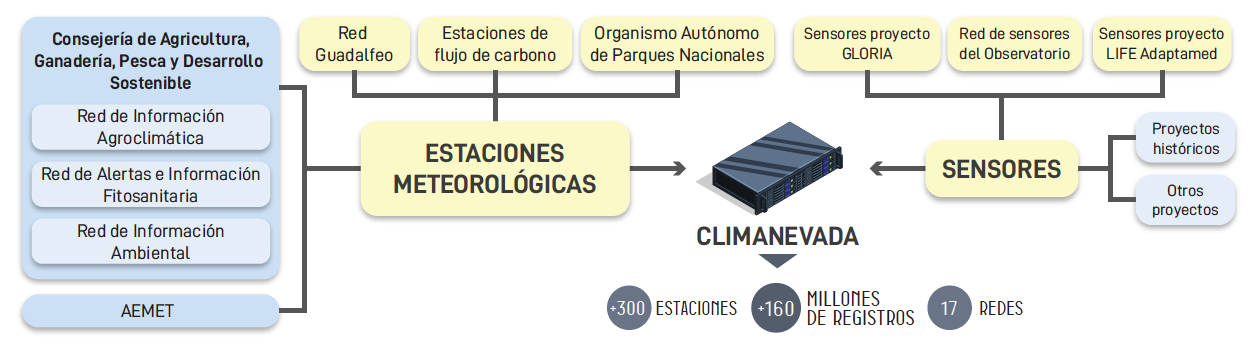 Consejería de Agricultura,
Ganadería, Pesca y Desarrollo
Sostenible
Red de Información
Agroclimática
Red de Alertas e Información
Fitosanitaria
Red de Información
Ambiental
AEMET
Red
Guadalfeo
Estaciones de
flujo de carbono
Organismo Autónomo
de Parques Nacionales
ESTACIONES
METEOROLÓGICAS
Sensores proyecto
GLORIA
Red de sensores
del Observatorio
Sensores proyecto
LIFE Adaptamed
SENSORES
Proyectos
históricos
Otros
proyectos
CLIMANEVADA
+300 ESTACIONES
+160 MILLONES
DE REGISTROS
17 REDES